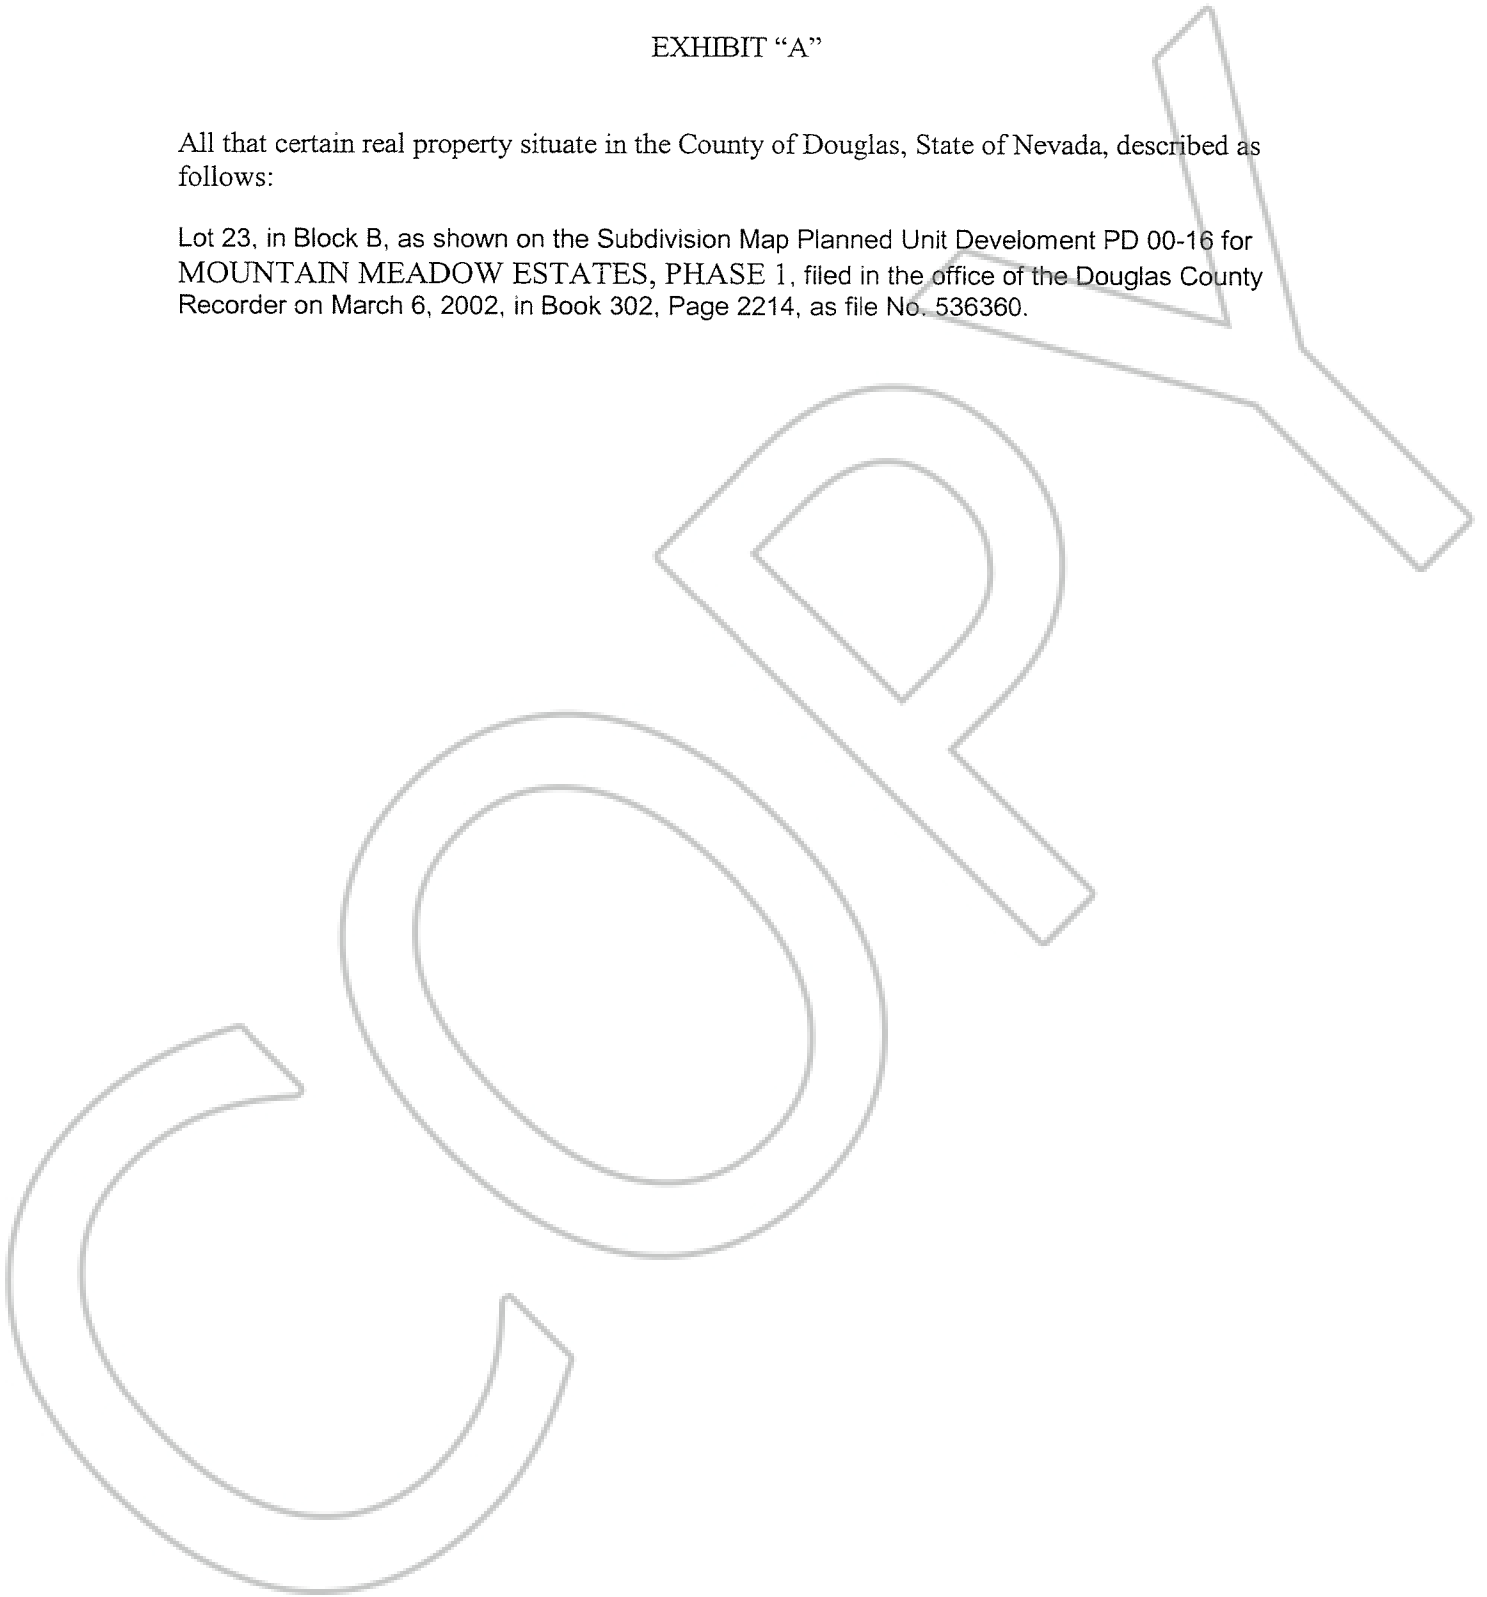 EXHIBIT “A”
All that certain real property situate in the County of Douglas, State of Nevada, described as
follows:
Lot 23, in Block B, as shown on the Subdivision Map Planned Unit Develoment PD 00-16 for
MOUNTAIN MEADOW ESTATES, PHASE 1, filed in the office of the Douglas County
Recorder on March 6, 2002, in Book 302, Page 2214, as file No. 536360.
COPY